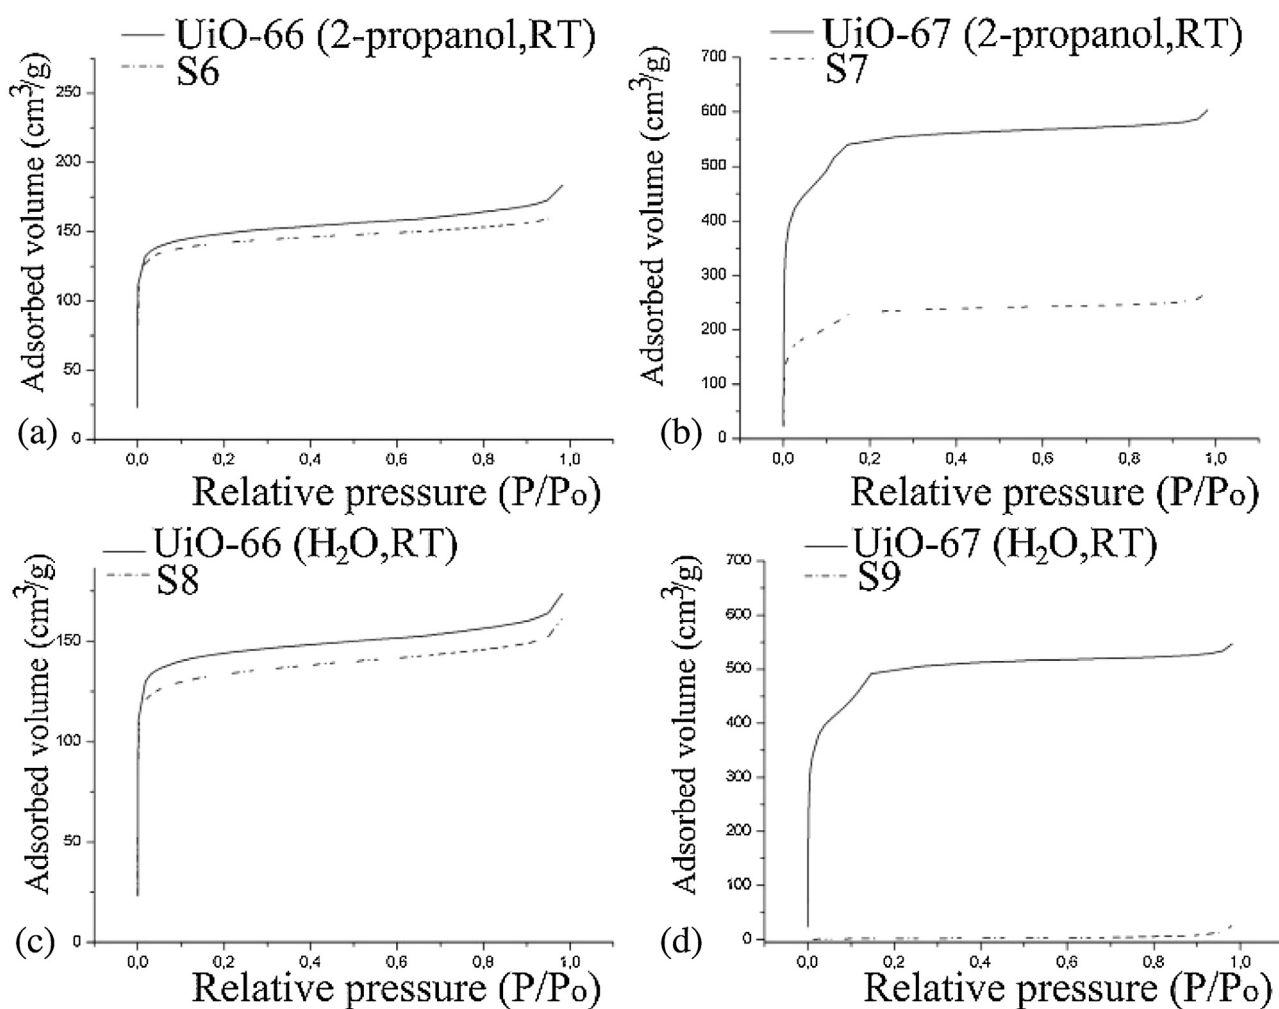 UiO-66 (2-propanol,RT)
S6
Adsorbed volume (cm³/g)
250
200
150
100
50
0
(a)
0,0 0,2 0,4 0,6 0,8 1,0
Relative pressure (P/Po)
UiO-67 (2-propanol,RT)
S7
Adsorbed volume (cm³/g)
700
600
500
400
300
200
100
0
(b)
0,0 0,2 0,4 0,6 0,8 1,0
Relative pressure (P/Po)
UiO-66 (H₂O,RT)
S8
Adsorbed volume (cm³/g)
150
100
50
0
(c)
0,0 0,2 0,4 0,6 0,8 1,0
Relative pressure (P/Po)
UiO-67 (H₂O,RT)
S9
Adsorbed volume (cm³/g)
700
600
500
400
300
200
100
0
(d)
0,0 0,2 0,4 0,6 0,8 1,0
Relative pressure (P/Po)